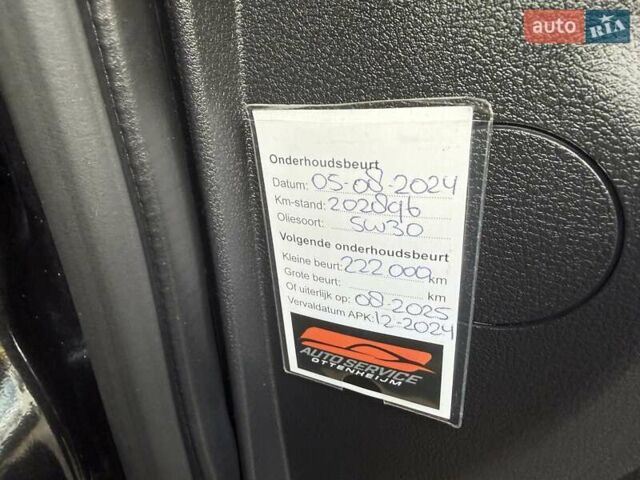 auto RIA
Onderhoudsbeurt
Datum: 05-08-2024
Km-stand: 202896
Oliesoort: 5W30
Volgende onderhoudsbeurt
Kleine beurt: 222.000 km
Grote beurt: km
Of uiterlijk op: 08-2025
Vervaldatum APK: 12-2024
AUTO SERVICE
OTTENHEIJM